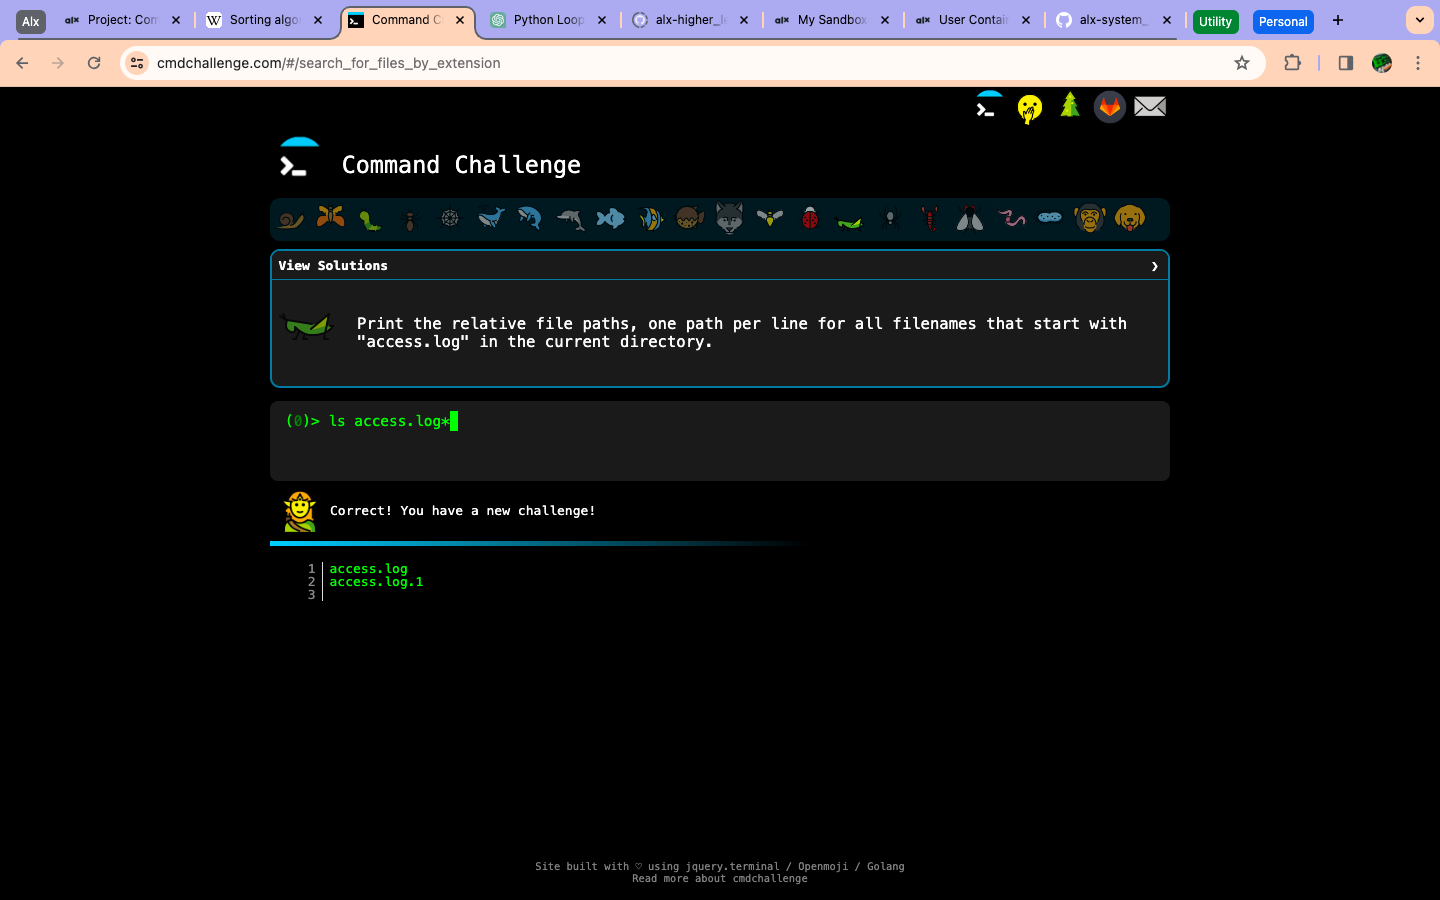 Alx
Project: Com
Sorting algo
Command C
Python Loop
alx-higher_le
My Sandbox
User Contain
alx-system_
Utility
Personal
cmdchallenge.com/#/search_for_files_by_extension
Command Challenge
View Solutions
Print the relative file paths, one path per line for all filenames that start with
"access.log" in the current directory.
(0)> ls access.log*
Correct! You have a new challenge!
1 access.log
2 access.log.1
3
Site built with ♡ using jquery.terminal / Openmoji / Golang
Read more about cmdchallenge